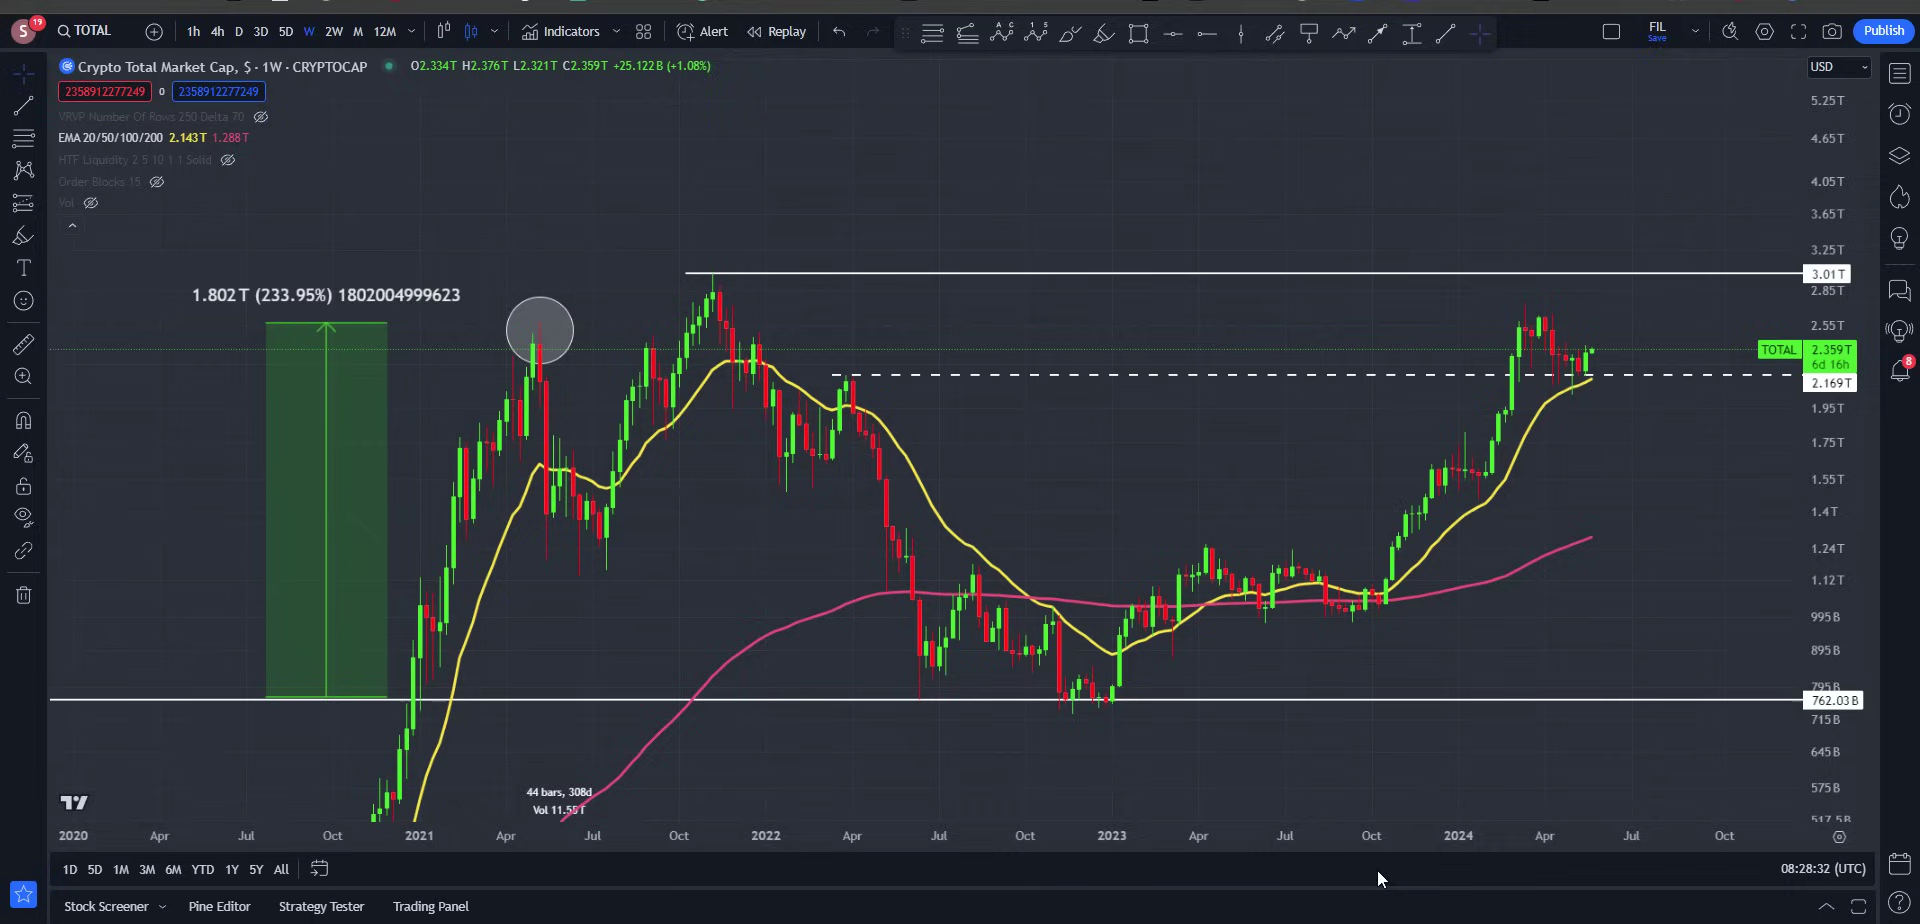 S 19 TOTAL 1h 4h D 3D 5D W 2W M 12M Indicators Alert Replay A C 1 5 FIL Save Publish
Crypto Total Market Cap, $ · 1W · CRYPTOCAP O2.334T H2.376T L2.321T C2.359T +25.122B (+1.08%)
USD
2358912277249 0 2358912277249
VRVP Number Of Rows 250 Delta 70
EMA 20/50/100/200 2.143T 1.288T
HTF Liquidity 2 5 10 1 1 Solid
Order Blocks 15
Vol
5.25T
4.65T
4.05T
3.65T
3.25T
3.01T
2.85T
2.55T
TOTAL 2.359T
6d 16h
2.169T
1.95T
1.75T
1.55T
1.4T
1.24T
1.12T
995B
895B
795B
762.03B
715B
645B
575B
517.5B
1.802T (233.95%) 1802004999623
44 bars, 308d
Vol 11.55T
2020 Apr Jul Oct 2021 Apr Jul Oct 2022 Apr Jul Oct 2023 Apr Jul Oct 2024 Apr Jul Oct
1D 5D 1M 3M 6M YTD 1Y 5Y All 08:28:32 (UTC)
Stock Screener Pine Editor Strategy Tester Trading Panel
8